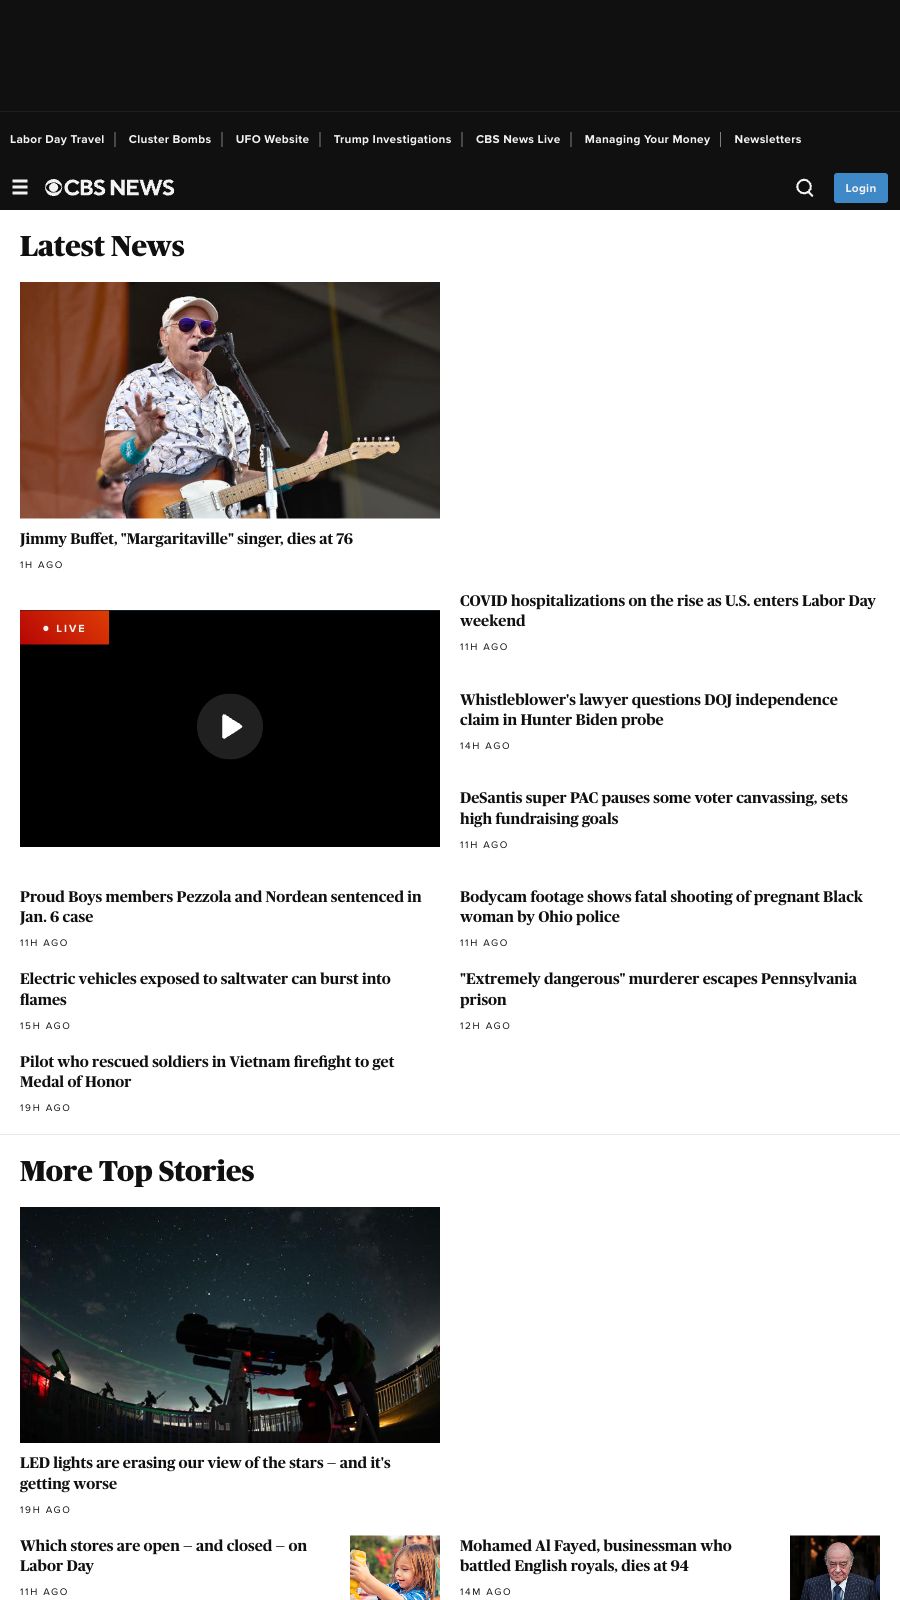 Labor Day Travel
Cluster Bombs
UFO Website
Trump Investigations
CBS News Live
Managing Your Money
Newsletters
CBS NEWS
Login
Latest News
Jimmy Buffet, "Margaritaville" singer, dies at 76
1H AGO
LIVE
COVID hospitalizations on the rise as U.S. enters Labor Day
weekend
11H AGO
Whistleblower's lawyer questions DOJ independence
claim in Hunter Biden probe
14H AGO
DeSantis super PAC pauses some voter canvassing, sets
high fundraising goals
11H AGO
Proud Boys members Pezzola and Nordean sentenced in
Jan. 6 case
11H AGO
Bodycam footage shows fatal shooting of pregnant Black
woman by Ohio police
11H AGO
Electric vehicles exposed to saltwater can burst into
flames
15H AGO
"Extremely dangerous" murderer escapes Pennsylvania
prison
12H AGO
Pilot who rescued soldiers in Vietnam firefight to get
Medal of Honor
19H AGO
More Top Stories
LED lights are erasing our view of the stars – and it's
getting worse
19H AGO
Which stores are open – and closed – on
Labor Day
11H AGO
Mohamed Al Fayed, businessman who
battled English royals, dies at 94
14M AGO